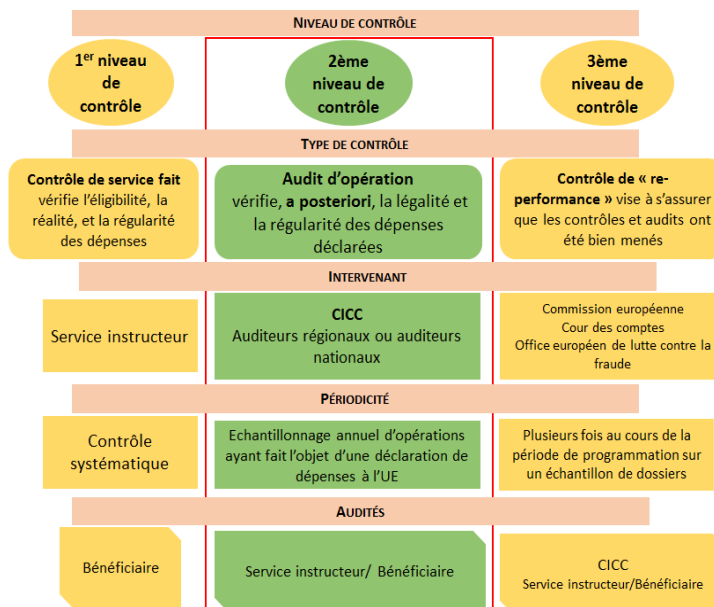 NIVEAU DE CONTRÔLE
1er niveau
de
contrôle
2ème
niveau de
contrôle
3ème
niveau de
contrôle
TYPE DE CONTRÔLE
Contrôle de service fait
vérifie l'éligibilité, la
réalité, et la régularité
des dépenses
Audit d'opération
vérifie, a posteriori, la légalité et
la régularité des dépenses
déclarées
Contrôle de « re-
performance » vise à s'assurer
que les contrôles et audits ont
été bien menés
INTERVENANT
Service instructeur
CICC
Auditeurs régionaux ou auditeurs
nationaux
Commission européenne
Cour des comptes
Office européen de lutte contre la
fraude
PÉRIODICITÉ
Contrôle
systématique
Echantillonnage annuel d'opérations
ayant fait l'objet d'une déclaration de
dépenses à l'UE
Plusieurs fois au cours de la
période de programmation sur
un échantillon de dossiers
AUDITÉS
Bénéficiaire
Service instructeur/ Bénéficiaire
CICC
Service instructeur/Bénéficiaire